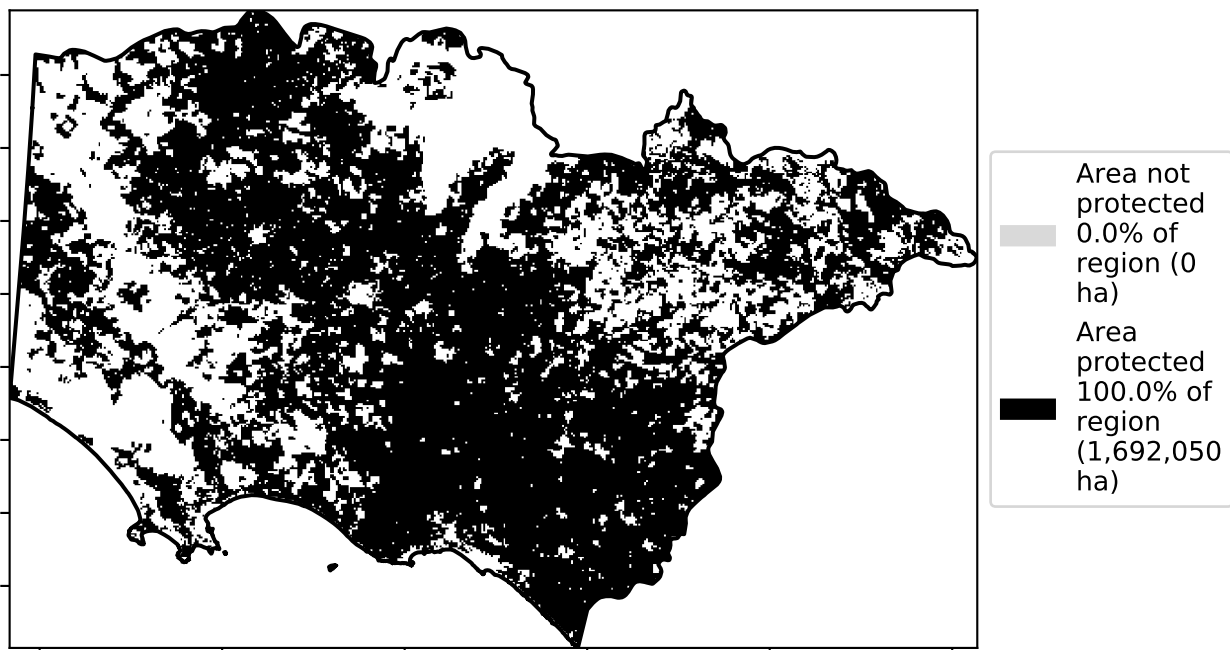 Area not
protected
0.0% of
region (0
ha)
Area
protected
100.0% of
region
(1,692,050
ha)